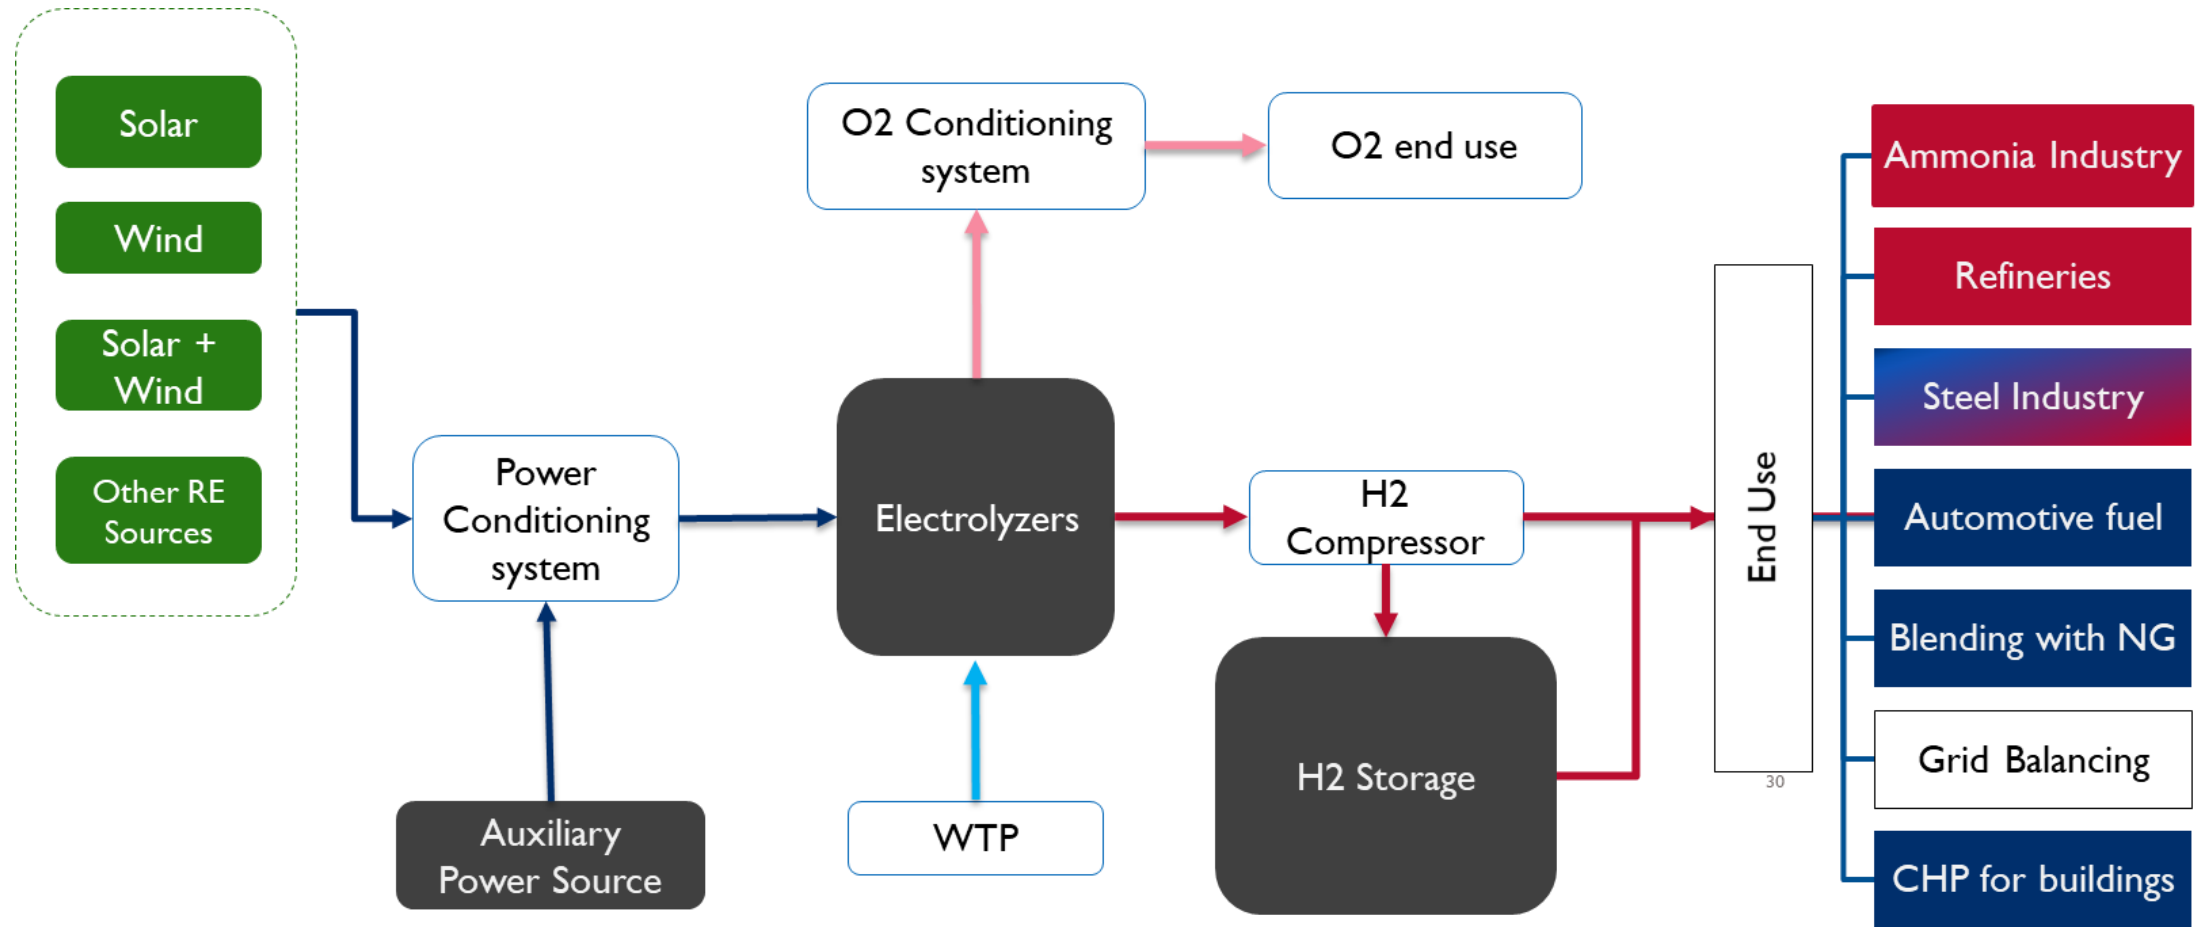 Solar
Wind
Solar +
Wind
Other RE
Sources
Power
Conditioning
system
Auxiliary
Power Source
O2 Conditioning
system
O2 end use
Electrolyzers
WTP
H2
Compressor
H2 Storage
End Use
30
Ammonia Industry
Refineries
Steel Industry
Automotive fuel
Blending with NG
Grid Balancing
CHP for buildings